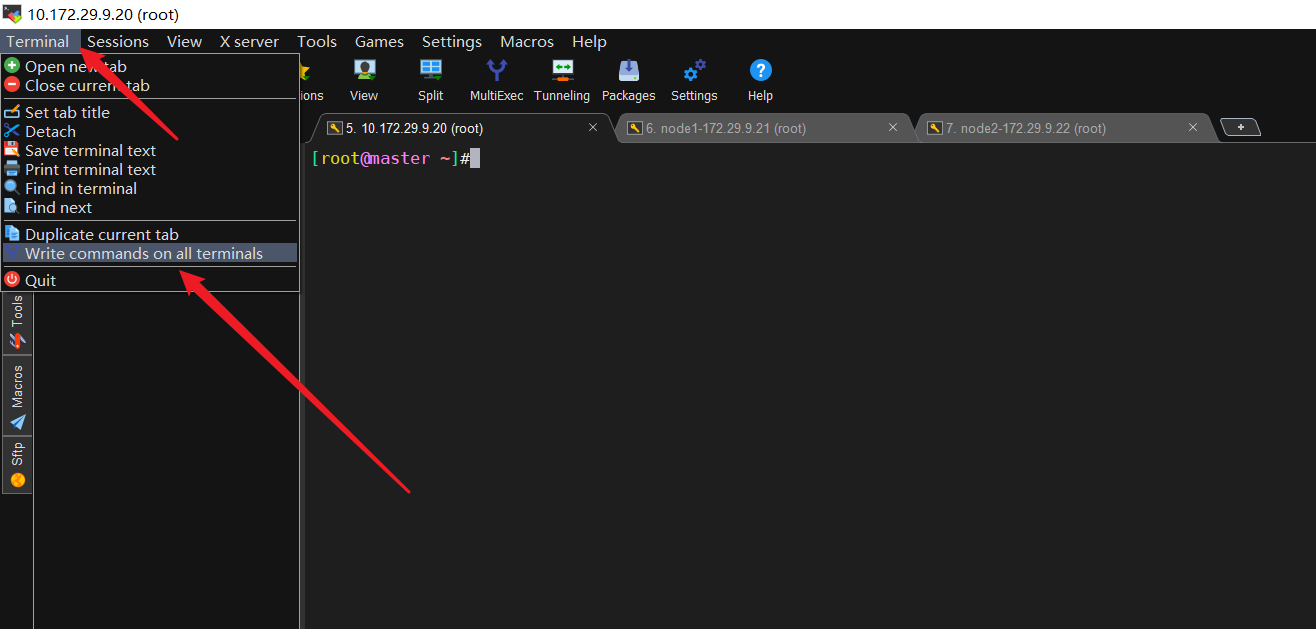 10.172.29.9.20 (root)
Terminal Sessions View X server Tools Games Settings Macros Help
Open new tab
Close current tab
Set tab title
Detach
Save terminal text
Print terminal text
Find in terminal
Find next
Duplicate current tab
Write commands on all terminals
Quit
ions View Split MultiExec Tunneling Packages Settings Help
5. 10.172.29.9.20 (root) 6. node1-172.29.9.21 (root) 7. node2-172.29.9.22 (root)
[root@master ~]#
Tools
Macros
Sftp